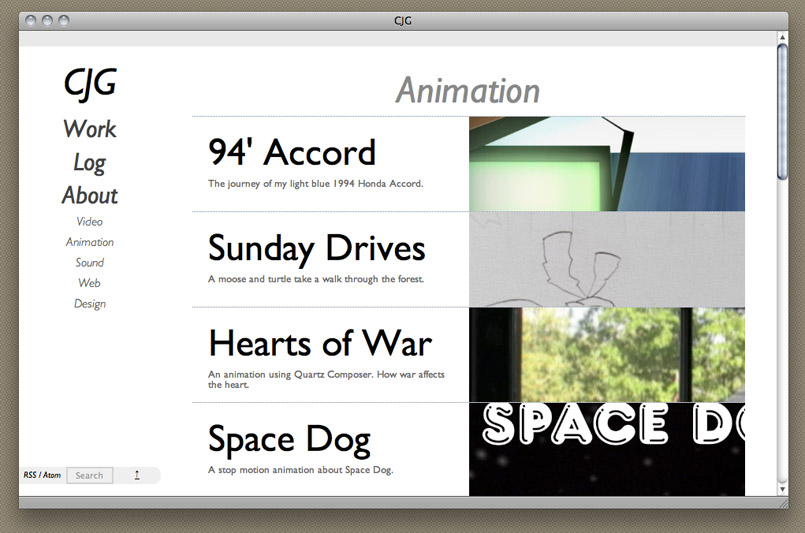 CJG
CJG
Work
Log
About
Video
Animation
Sound
Web
Design
RSS / Atom
Search
↑
Animation
94' Accord
The journey of my light blue 1994 Honda Accord.
Sunday Drives
A moose and turtle take a walk through the forest.
Hearts of War
An animation using Quartz Composer. How war affects
the heart.
Space Dog
A stop motion animation about Space Dog.
SPACE DO